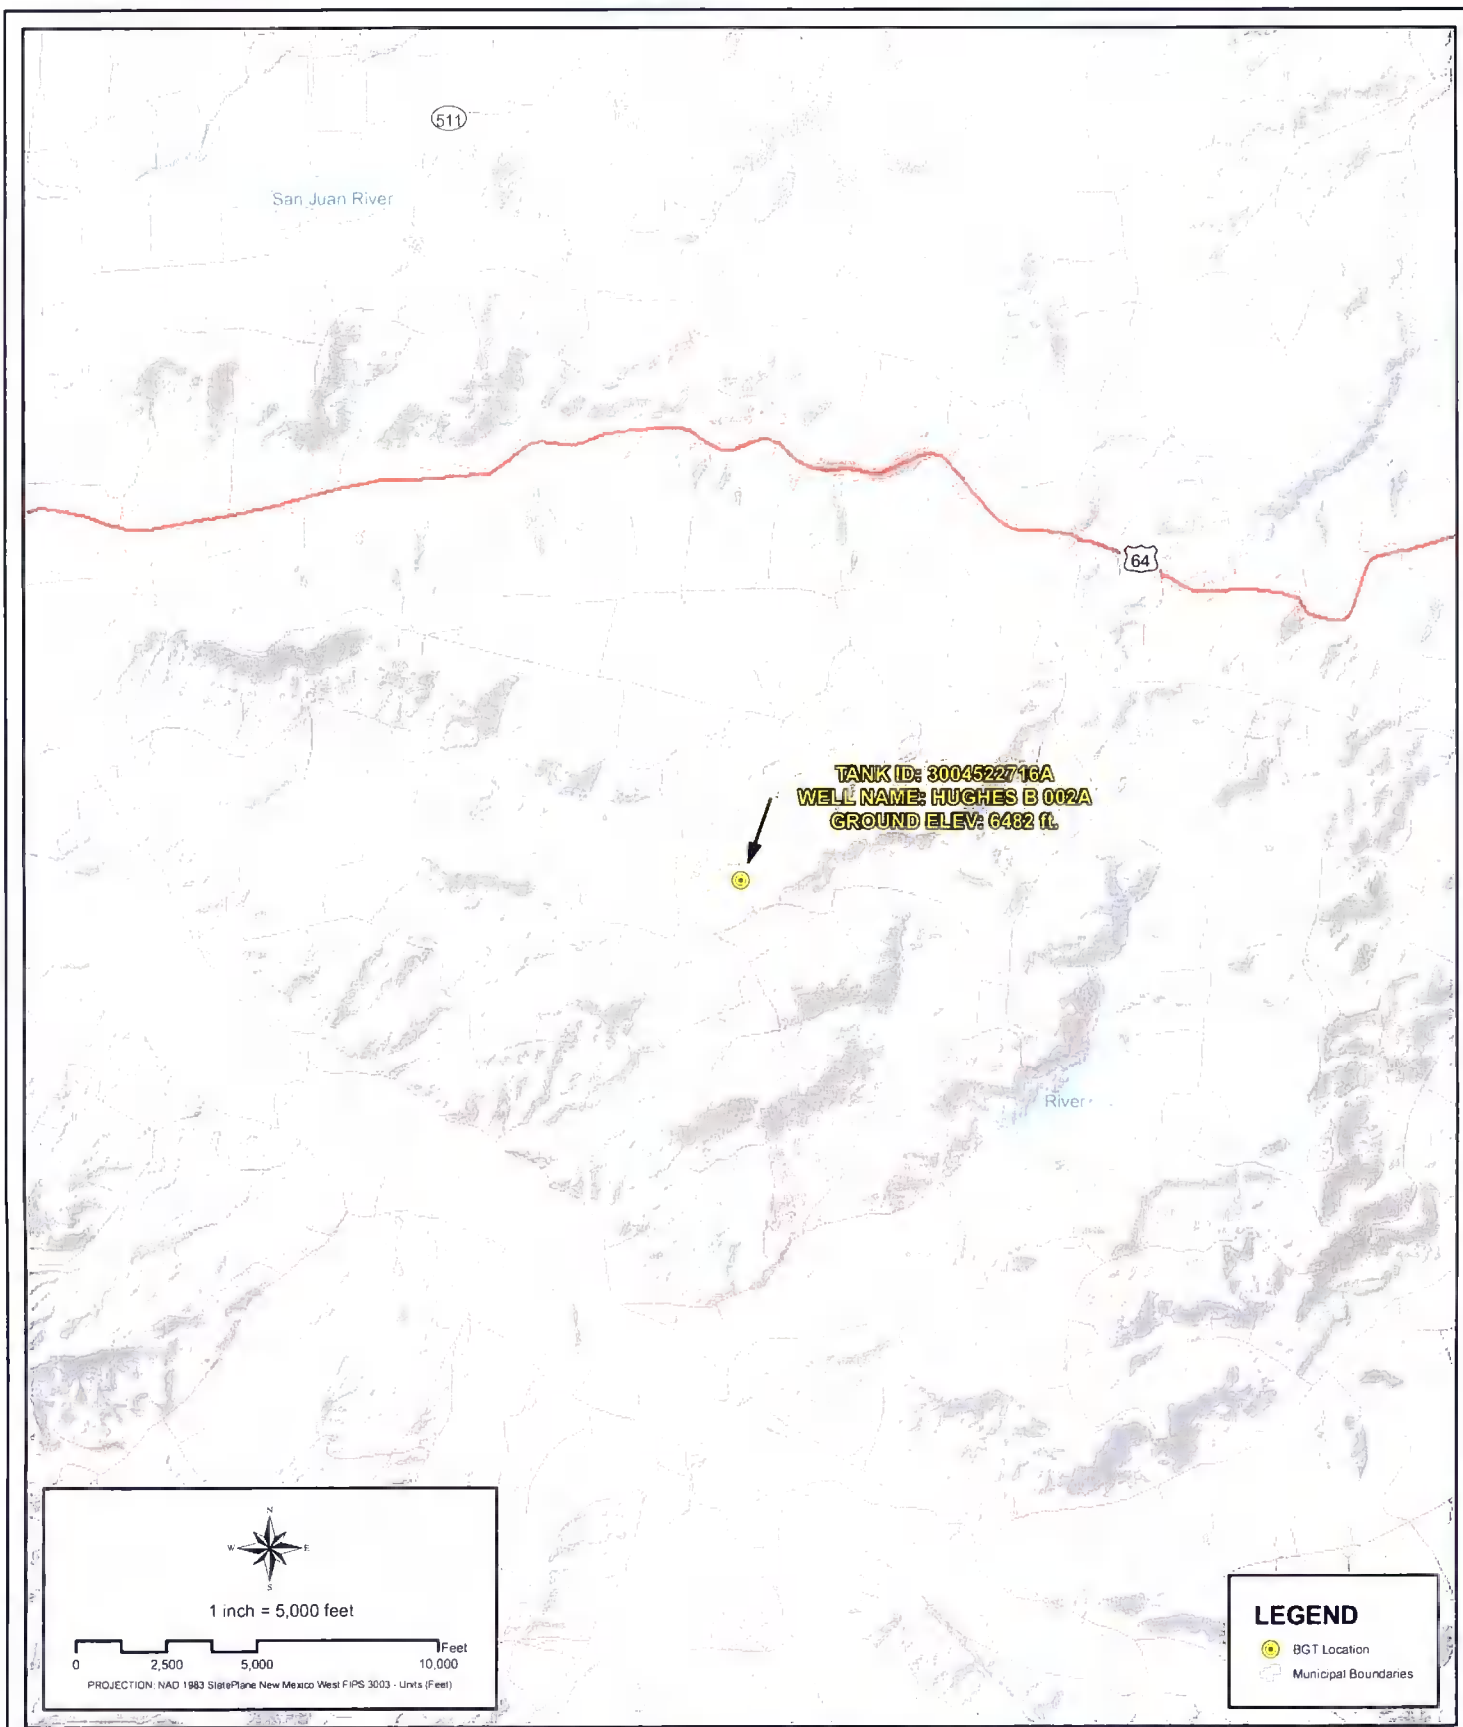 511
San Juan River
64
TANK ID: 3004522716A
WELL NAME: HUGHES B 002A
GROUND ELEV: 6482 ft.
River
N
W E
S
1 inch = 5,000 feet
Feet
0 2,500 5,000 10,000
PROJECTION: NAD 1983 StatePlane New Mexico West FIPS 3003 - Units (Feet)
LEGEND
BGT Location
Municipal Boundaries